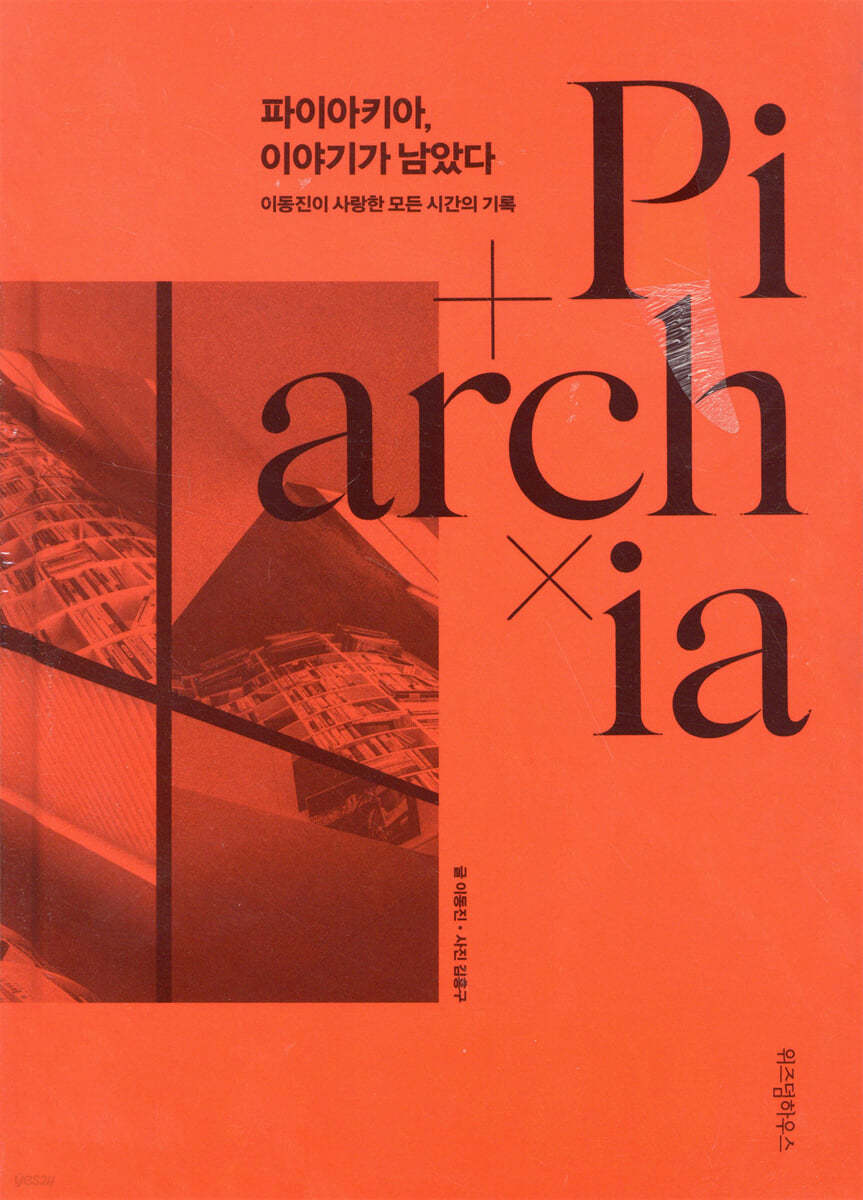 파이아키아,
이야기가 남았다
이동진이 사랑한 모든 시간의 기록
Pi
+
arch
×
ia
글 이동진 • 사진 김흥구
위즈덤하우스
yes24